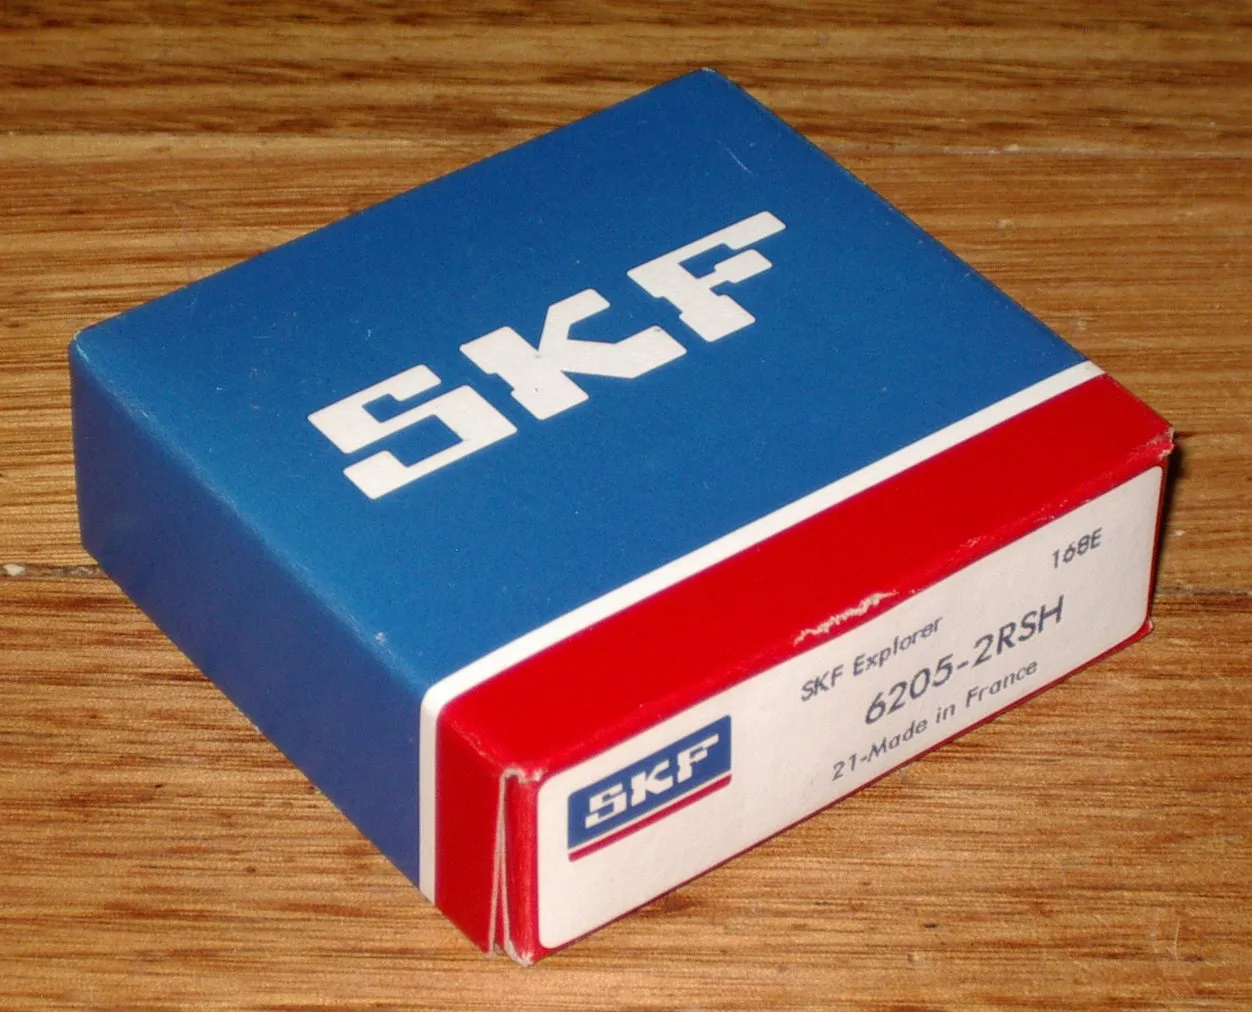 SKF
168E
SKF Explorer
6205-2RSH
21-Made in France
SKF